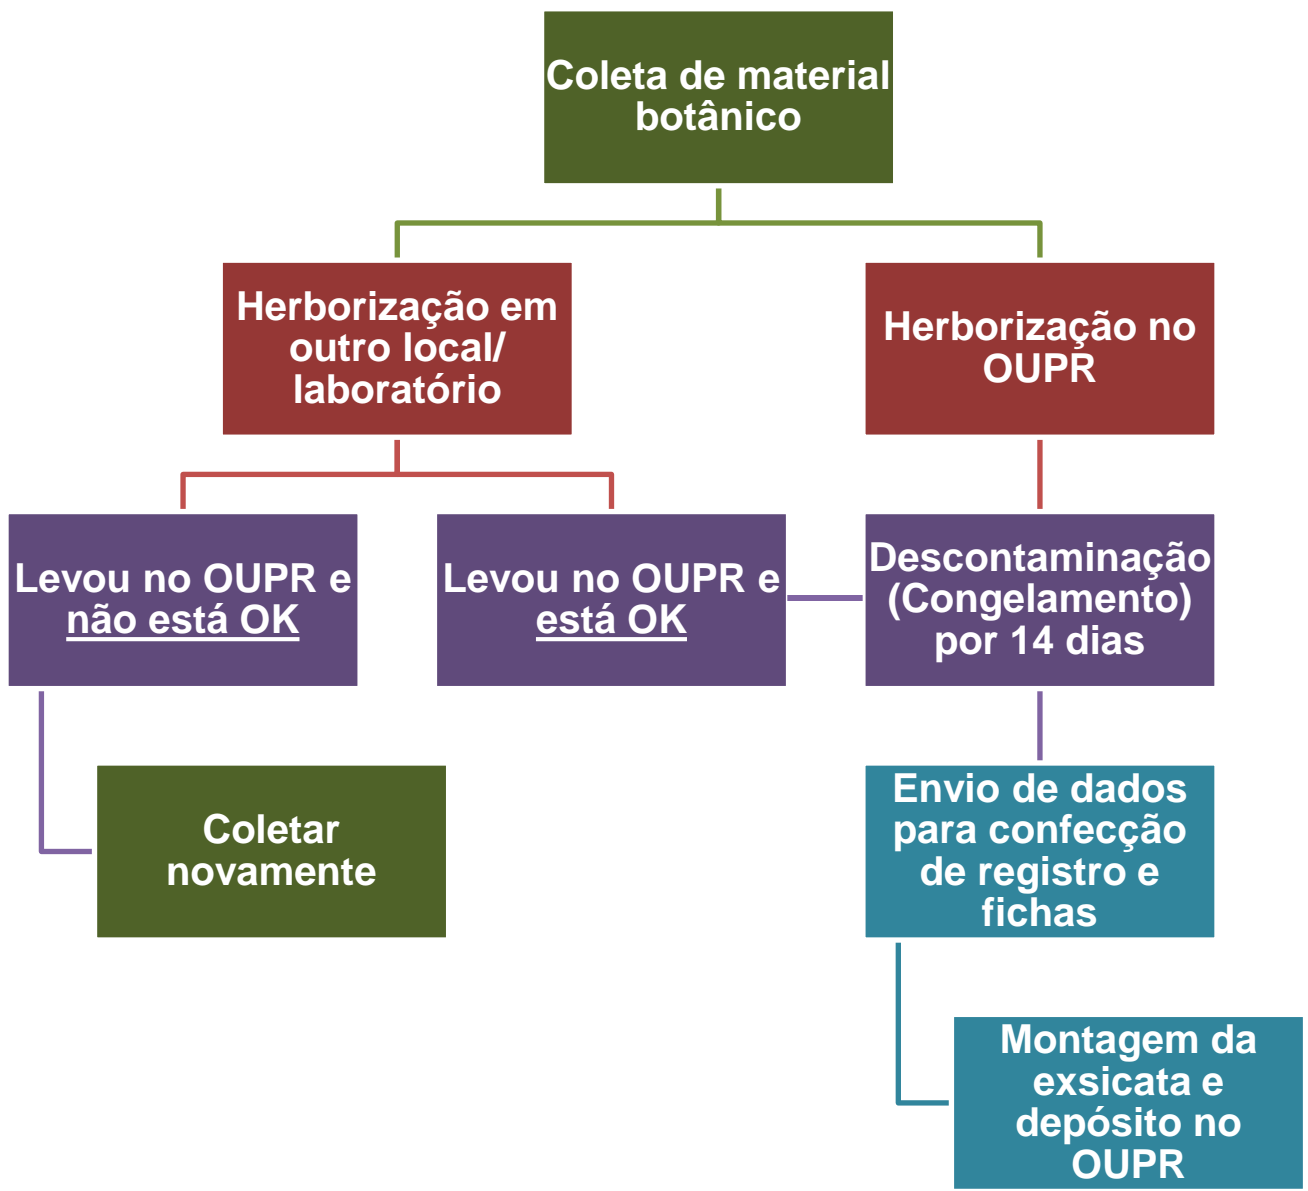 Coleta de material
botânico
Herborização em
outro local/
laboratório
Herborização no
OUPR
Levou no OUPR e
não está OK
Levou no OUPR e
está OK
Descontaminação
(Congelamento)
por 14 dias
Coletar
novamente
Envio de dados
para confecção
de registro e
fichas
Montagem da
exsicata e
depósito no
OUPR